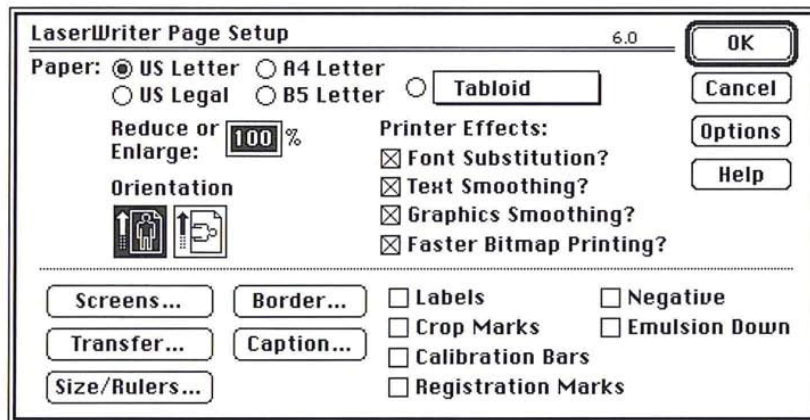 LaserWriter Page Setup 6.0 OK
Paper: US Letter A4 Letter
US Legal B5 Letter Tabloid Cancel
Reduce or Enlarge: 100 % Printer Effects: Options
Font Substitution?
Orientation Text Smoothing? Help
Graphics Smoothing?
Faster Bitmap Printing?
Screens... Border... Labels Negative
Transfer... Caption... Crop Marks Emulsion Down
Calibration Bars
Size/Rulers... Registration Marks